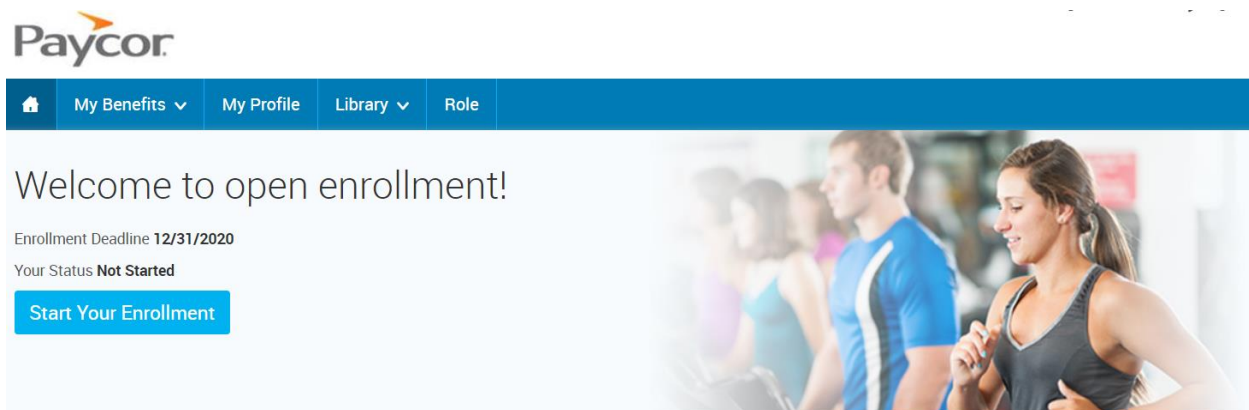 Paycor
My Benefits
My Profile
Library
Role
Welcome to open enrollment!
Enrollment Deadline 12/31/2020
Your Status Not Started
Start Your Enrollment